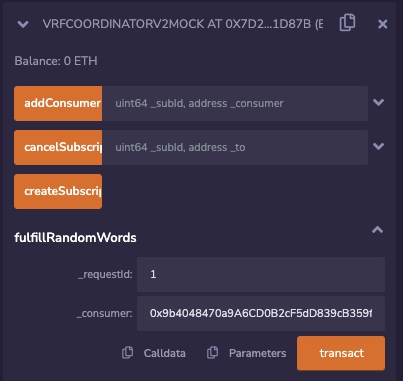 VRFCOORDINATORV2MOCK AT 0X7D2...1D87B (E
Balance: 0 ETH
addConsumer uint64 _subId, address _consumer
cancelSubscrip uint64 _subId, address _to
createSubscrip
fulfillRandomWords
_requestId: 1
_consumer: 0x9b4048470a9A6CD0B2cF5dD839cB359f
Calldata Parameters transact